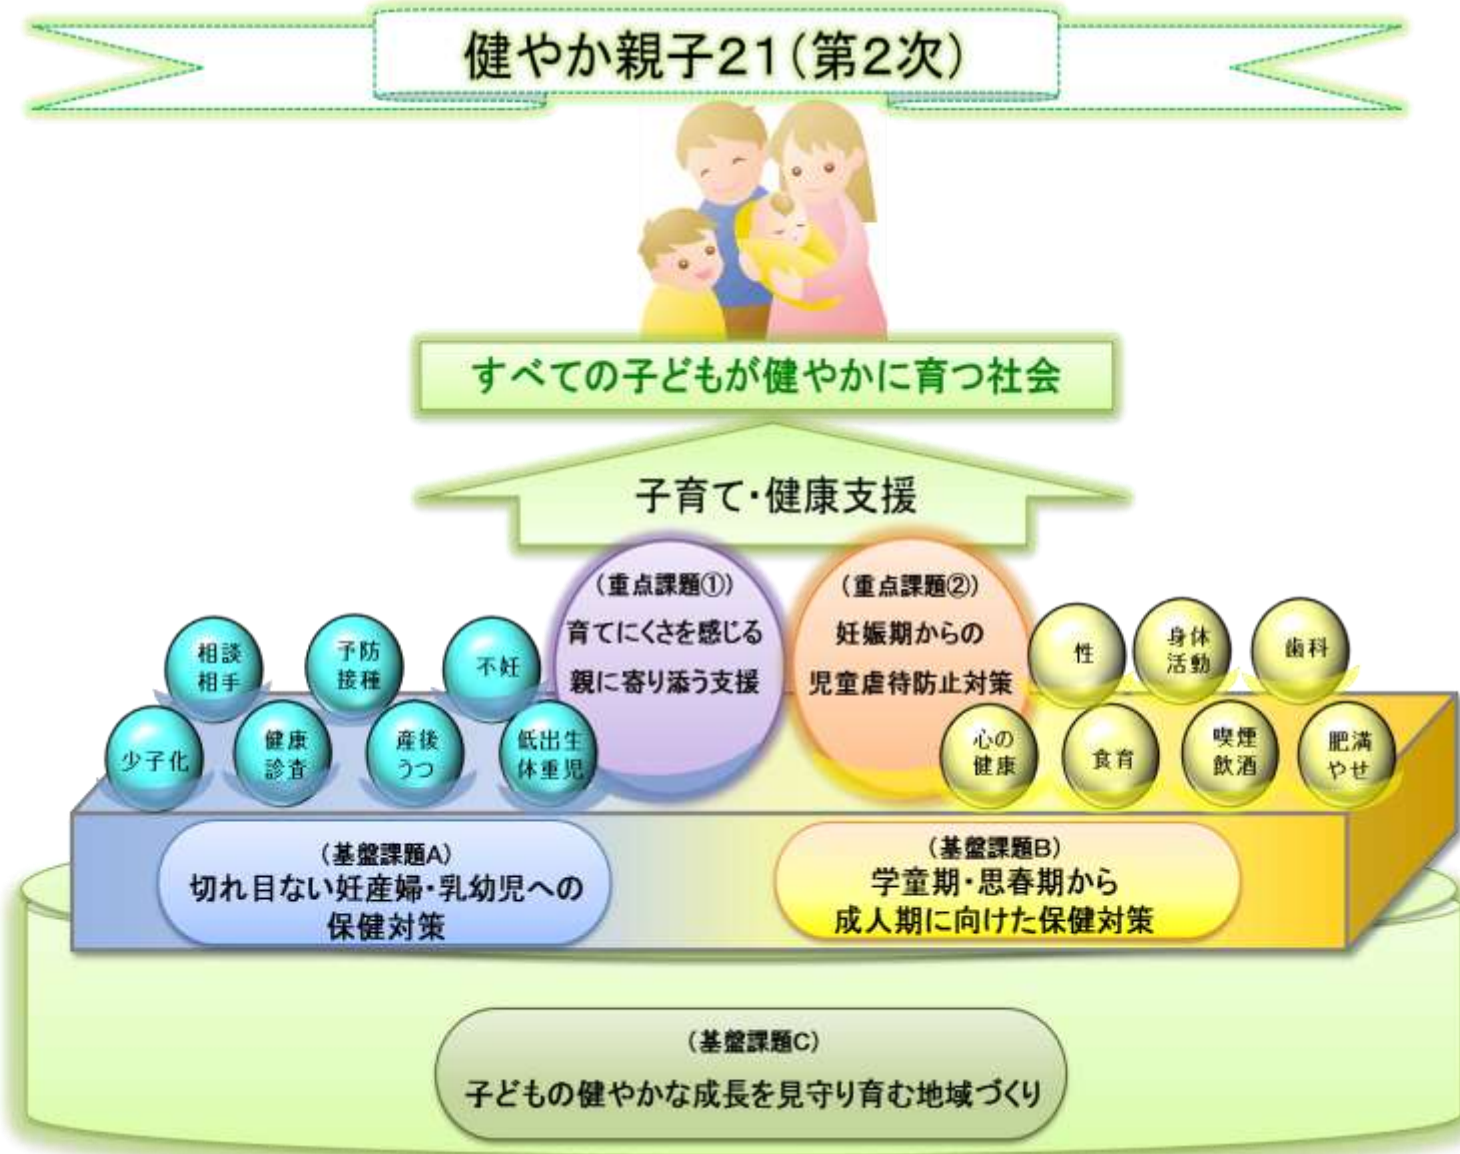 健やか親子21(第2次)
すべての子どもが健やかに育つ社会
子育て・健康支援
(重点課題①)
育てにくさを感じる
親に寄り添う支援
(重点課題②)
妊娠期からの
児童虐待防止対策
相談
相手
予防
接種
不妊
少子化
健康
診査
産後
うつ
低出生
体重児
性
身体
活動
歯科
心の
健康
食育
喫煙
飲酒
肥満
やせ
(基盤課題A)
切れ目ない妊産婦・乳幼児への
保健対策
(基盤課題B)
学童期・思春期から
成人期に向けた保健対策
(基盤課題C)
子どもの健やかな成長を見守り育む地域づくり